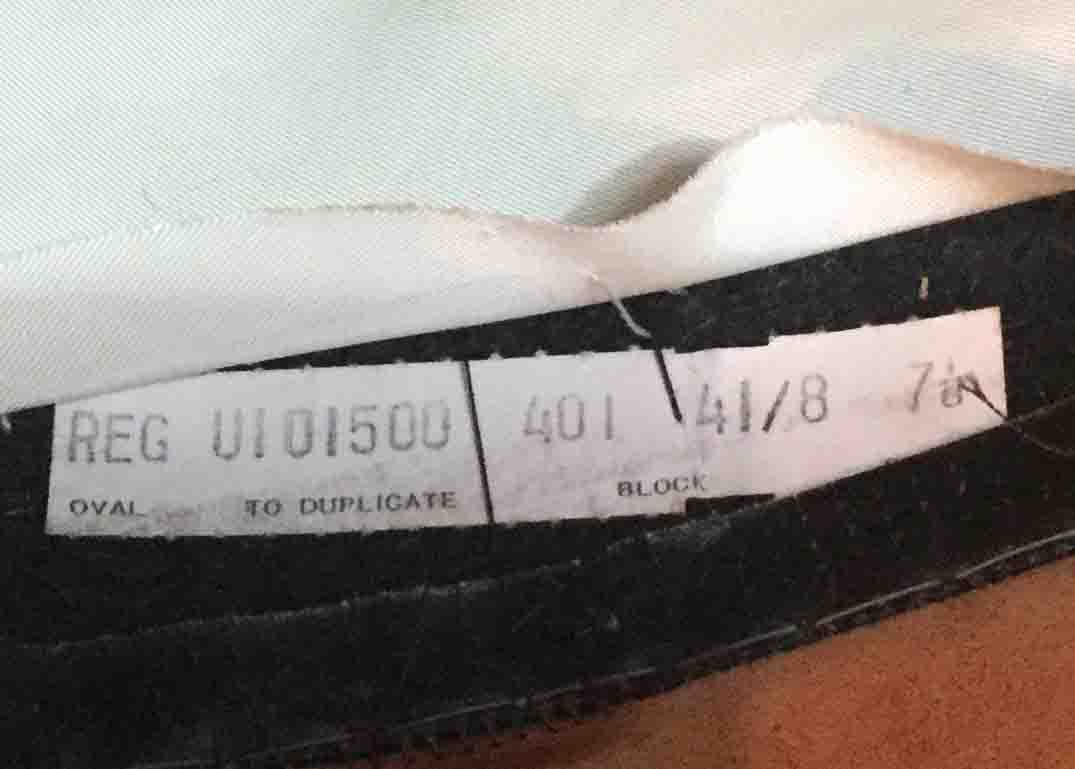 REG U101500 401 41/8
OVAL TO DUPLICATE BLOCK